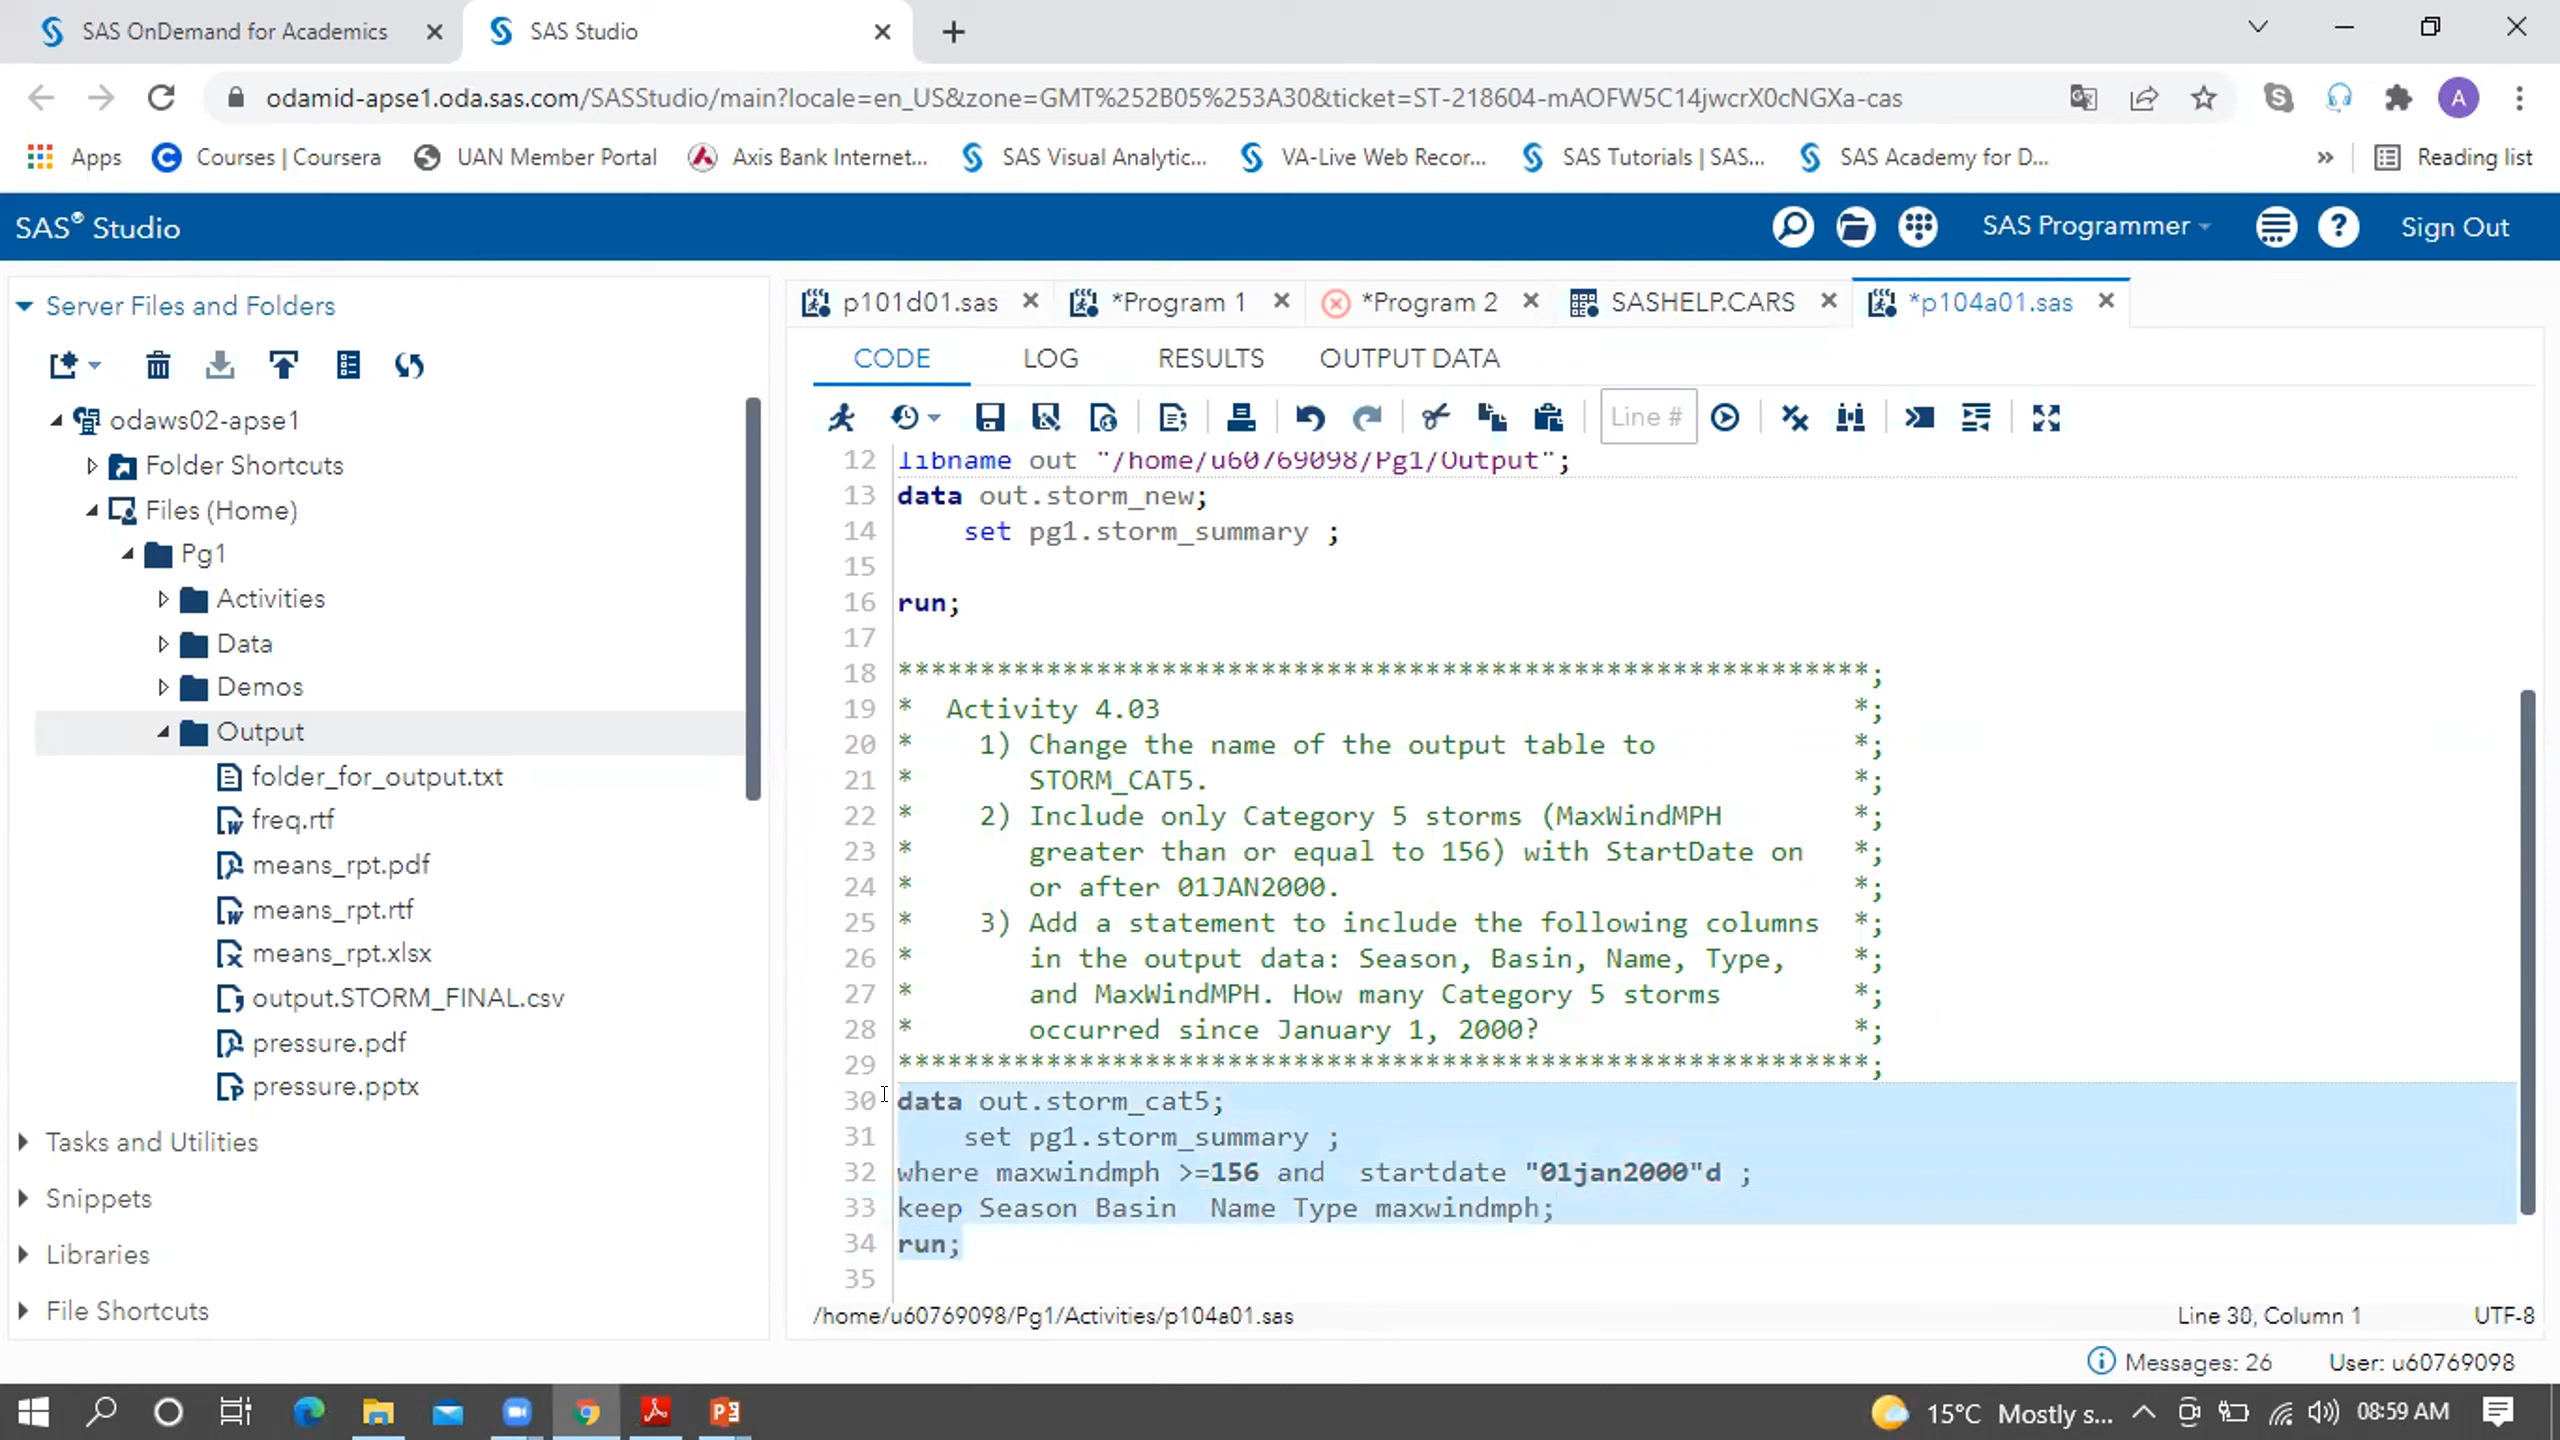 SAS OnDemand for Academics
SAS Studio
odamid-apse1.oda.sas.com/SASStudio/main?locale=en_US&zone=GMT%252B05%253A30&ticket=ST-218604-mAOFW5C14jwcrX0cNGXa-cas
A
Apps
Courses | Coursera
UAN Member Portal
Axis Bank Internet...
SAS Visual Analytic...
VA-Live Web Recor...
SAS Tutorials | SAS...
SAS Academy for D...
»
Reading list
SAS® Studio
SAS Programmer
Sign Out
Server Files and Folders
odaws02-apse1
Folder Shortcuts
Files (Home)
Pg1
Activities
Data
Demos
Output
folder_for_output.txt
freq.rtf
means_rpt.pdf
means_rpt.rtf
means_rpt.xlsx
output.STORM_FINAL.csv
pressure.pdf
pressure.pptx
Tasks and Utilities
Snippets
Libraries
File Shortcuts
p101d01.sas
*Program 1
*Program 2
SASHELP.CARS
*p104a01.sas
CODE LOG RESULTS OUTPUT DATA
Line #
12 libname out "/home/u60769098/Pg1/Output";
13 data out.storm_new;
14 set pg1.storm_summary ;
15
16 run;
17
18 ***********************************************************;
19 *  Activity 4.03 *;
20 * 1) Change the name of the output table to *;
21 * STORM_CAT5. *;
22 * 2) Include only Category 5 storms (MaxWindMPH *;
23 * greater than or equal to 156) with StartDate on *;
24 * or after 01JAN2000. *;
25 * 3) Add a statement to include the following columns *;
26 * in the output data: Season, Basin, Name, Type, *;
27 * and MaxWindMPH. How many Category 5 storms *;
28 * occurred since January 1, 2000? *;
29 ***********************************************************;
30 data out.storm_cat5;
31 set pg1.storm_summary ;
32 where maxwindmph >=156 and  startdate "01jan2000"d ;
33 keep Season Basin  Name Type maxwindmph;
34 run;
35
/home/u60769098/Pg1/Activities/p104a01.sas
Line 30, Column 1
UTF-8
Messages: 26
User: u60769098
15°C Mostly s...
08:59 AM